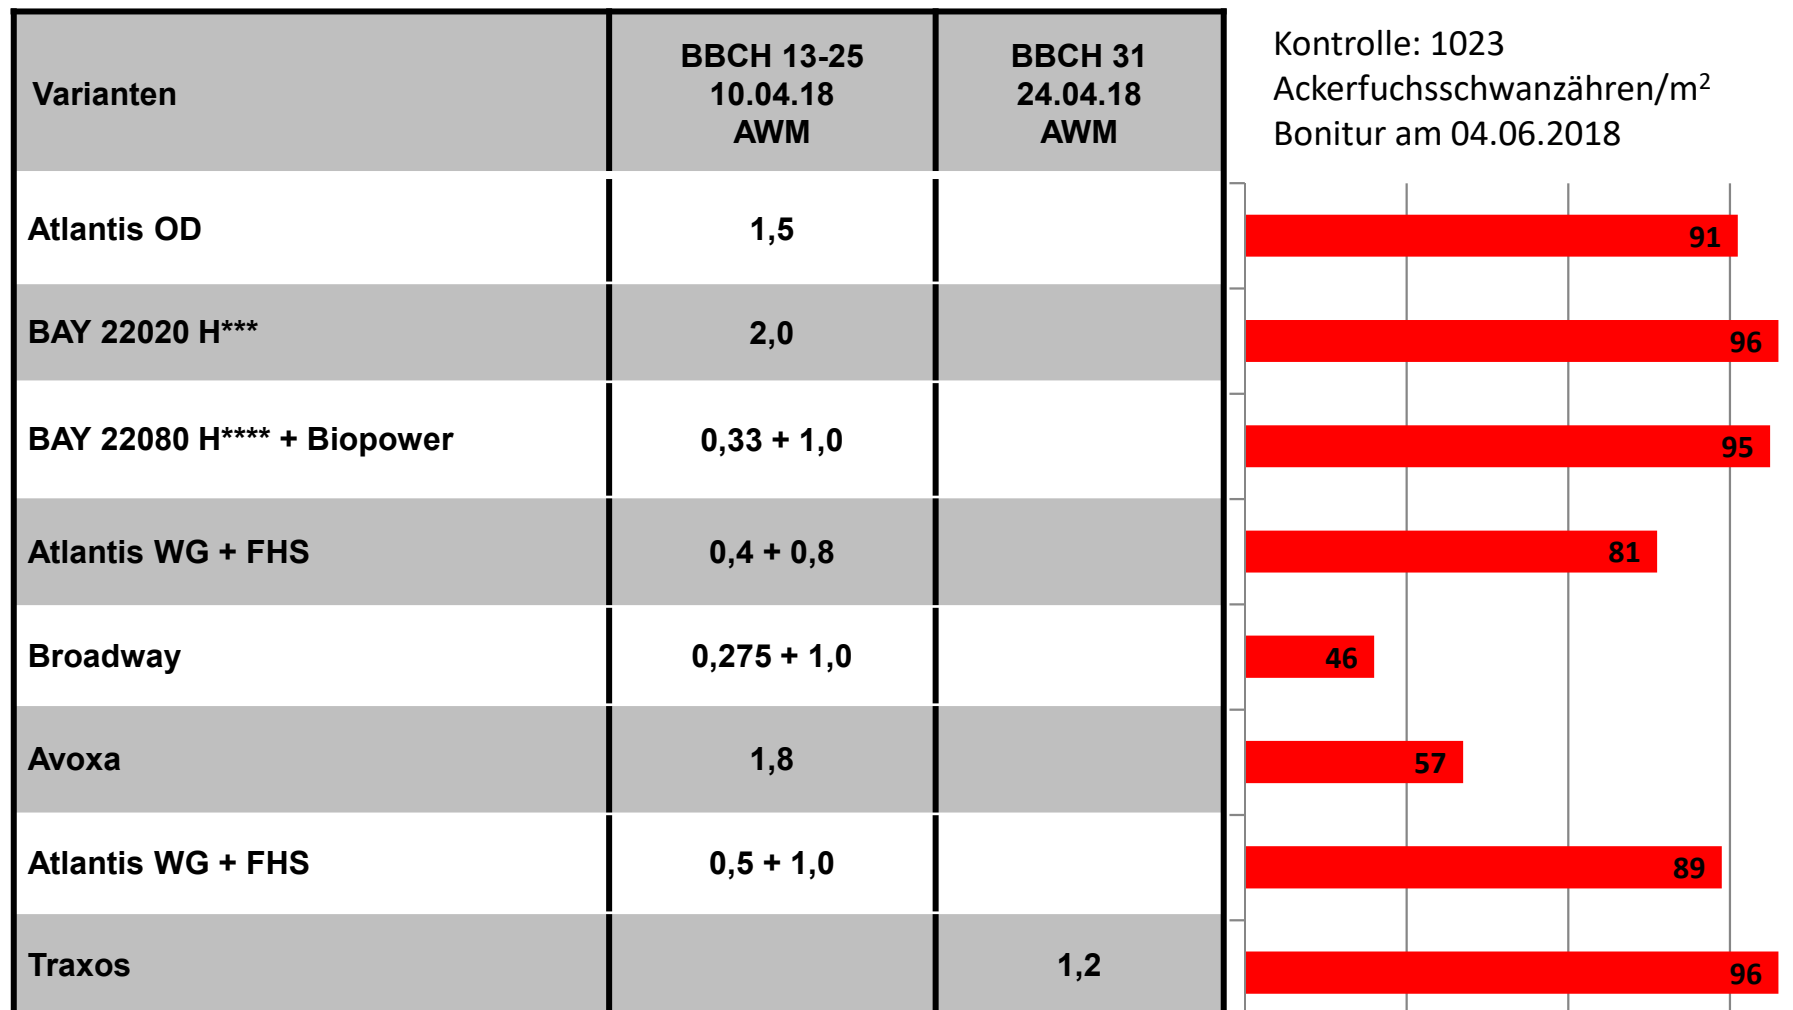 Varianten
BBCH 13-25
10.04.18
AWM
BBCH 31
24.04.18
AWM
Kontrolle: 1023
Ackerfuchsschwanzähren/m²
Bonitur am 04.06.2018
Atlantis OD 1,5 91
BAY 22020 H*** 2,0 96
BAY 22080 H**** + Biopower 0,33 + 1,0 95
Atlantis WG + FHS 0,4 + 0,8 81
Broadway 0,275 + 1,0 46
Avoxa 1,8 57
Atlantis WG + FHS 0,5 + 1,0 89
Traxos 1,2 96